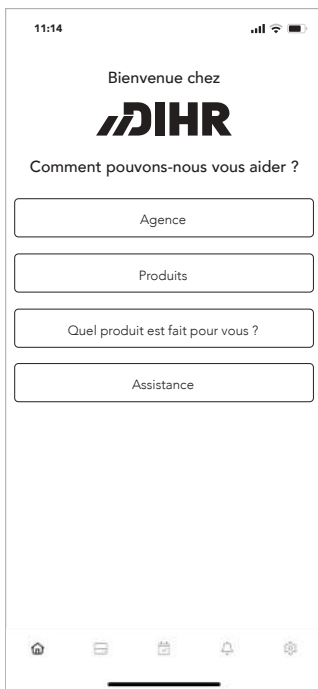 11:14
Bienvenue chez
DIHR
Comment pouvons-nous vous aider ?
Agence
Produits
Quel produit est fait pour vous ?
Assistance